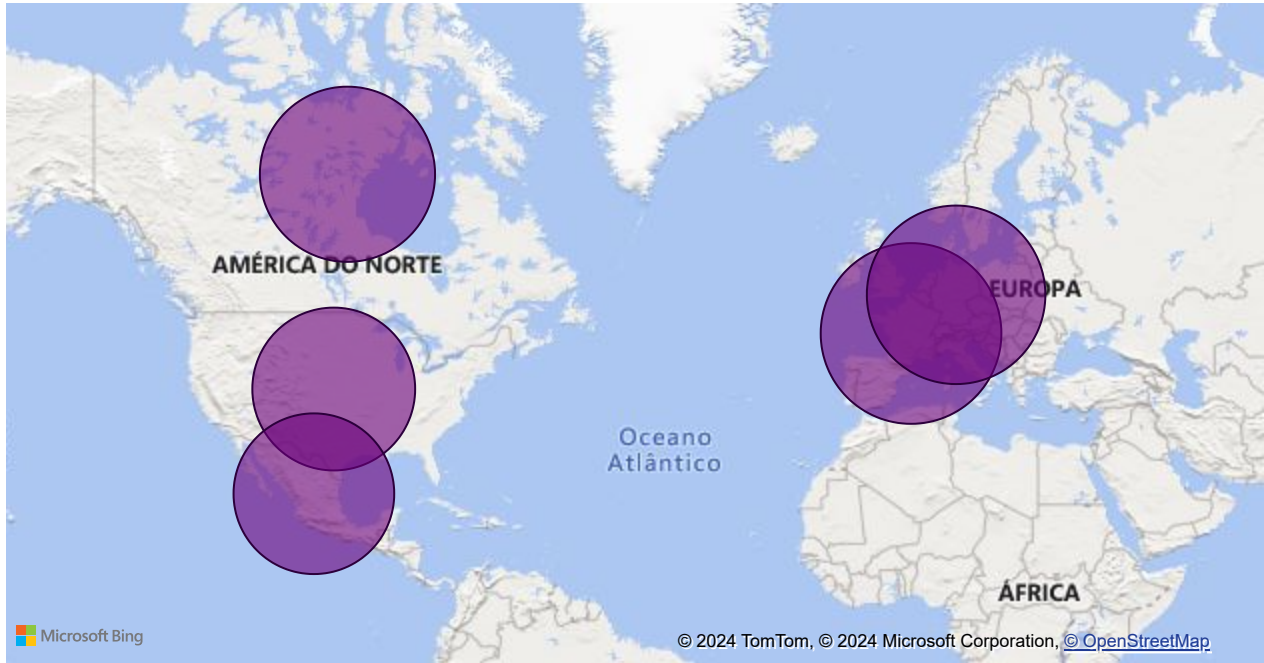 AMÉRICA DO NORTE
EUROPA
Oceano
Atlântico
ÁFRICA
Microsoft Bing
© 2024 TomTom, © 2024 Microsoft Corporation, © OpenStreetMap